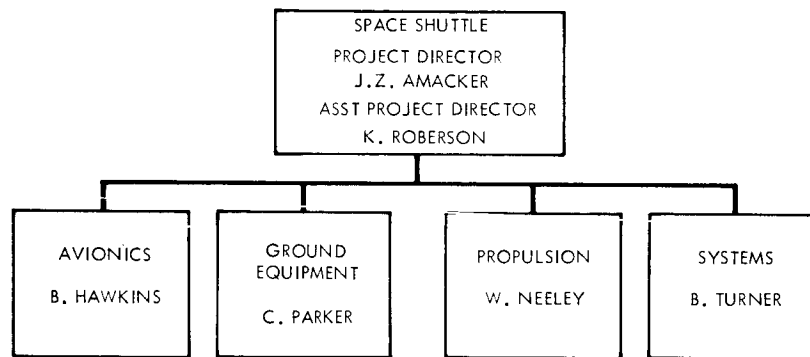 SPACE SHUTTLE
PROJECT DIRECTOR
J.Z. AMACKER
ASST PROJECT DIRECTOR
K. ROBERSON
AVIONICS
B. HAWKINS
GROUND
EQUIPMENT
C. PARKER
PROPULSION
W. NEELEY
SYSTEMS
B. TURNER